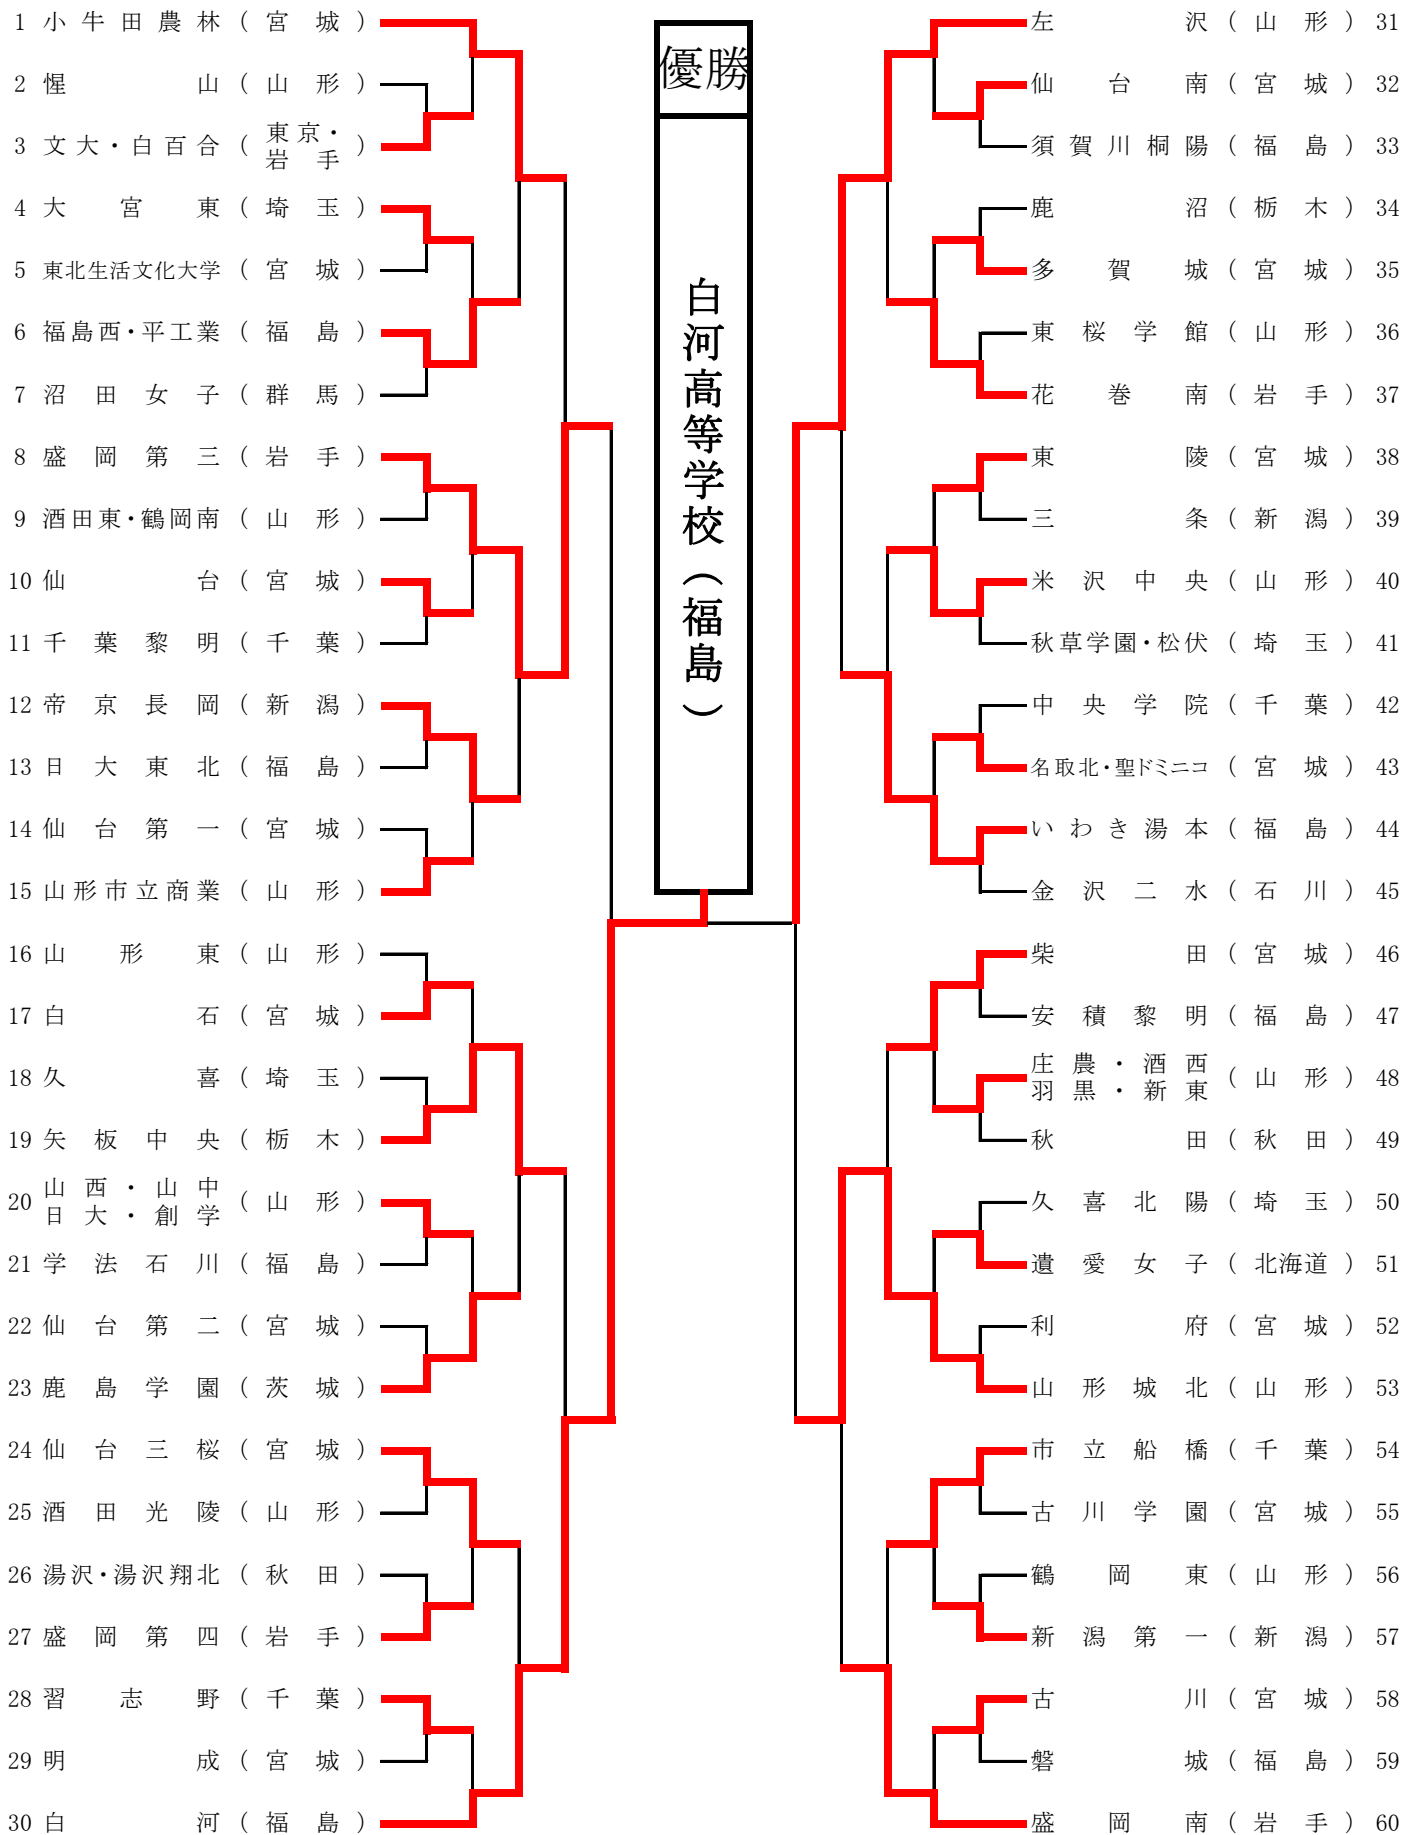 1 小牛田農林 (宮城)
2 惺山 (山形)
3 文大・白百合 (東京・岩手)
4 大宮東 (埼玉)
5 東北生活文化大学 (宮城)
6 福島西・平工業 (福島)
7 沼田女子 (群馬)
8 盛岡第三 (岩手)
9 酒田東・鶴岡南 (山形)
10 仙台 (宮城)
11 千葉黎明 (千葉)
12 帝京長岡 (新潟)
13 日大東北 (福島)
14 仙台第一 (宮城)
15 山形市立商業 (山形)
16 山形東 (山形)
17 白石 (宮城)
18 久喜 (埼玉)
19 矢板中央 (栃木)
20 山西・山中日大・創学 (山形)
21 学法石川 (福島)
22 仙台第二 (宮城)
23 鹿島学園 (茨城)
24 仙台三桜 (宮城)
25 酒田光陵 (山形)
26 湯沢・湯沢翔北 (秋田)
27 盛岡第四 (岩手)
28 習志野 (千葉)
29 明成 (宮城)
30 白河 (福島)
優勝
白河高等学校(福島)
左沢 (山形) 31
仙台南 (宮城) 32
須賀川桐陽 (福島) 33
鹿沼 (栃木) 34
多賀城 (宮城) 35
東桜学館 (山形) 36
花巻南 (岩手) 37
東陵 (宮城) 38
三条 (新潟) 39
米沢中央 (山形) 40
秋草学園・松伏 (埼玉) 41
中央学院 (千葉) 42
名取北・聖ドミニコ (宮城) 43
いわき湯本 (福島) 44
金沢二水 (石川) 45
柴田 (宮城) 46
安積黎明 (福島) 47
庄農・酒西羽黒・新東 (山形) 48
秋田 (秋田) 49
久喜北陽 (埼玉) 50
遺愛女子 (北海道) 51
利府 (宮城) 52
山形城北 (山形) 53
市立船橋 (千葉) 54
古川学園 (宮城) 55
鶴岡東 (山形) 56
新潟第一 (新潟) 57
古川 (宮城) 58
磐城 (福島) 59
盛岡南 (岩手) 60